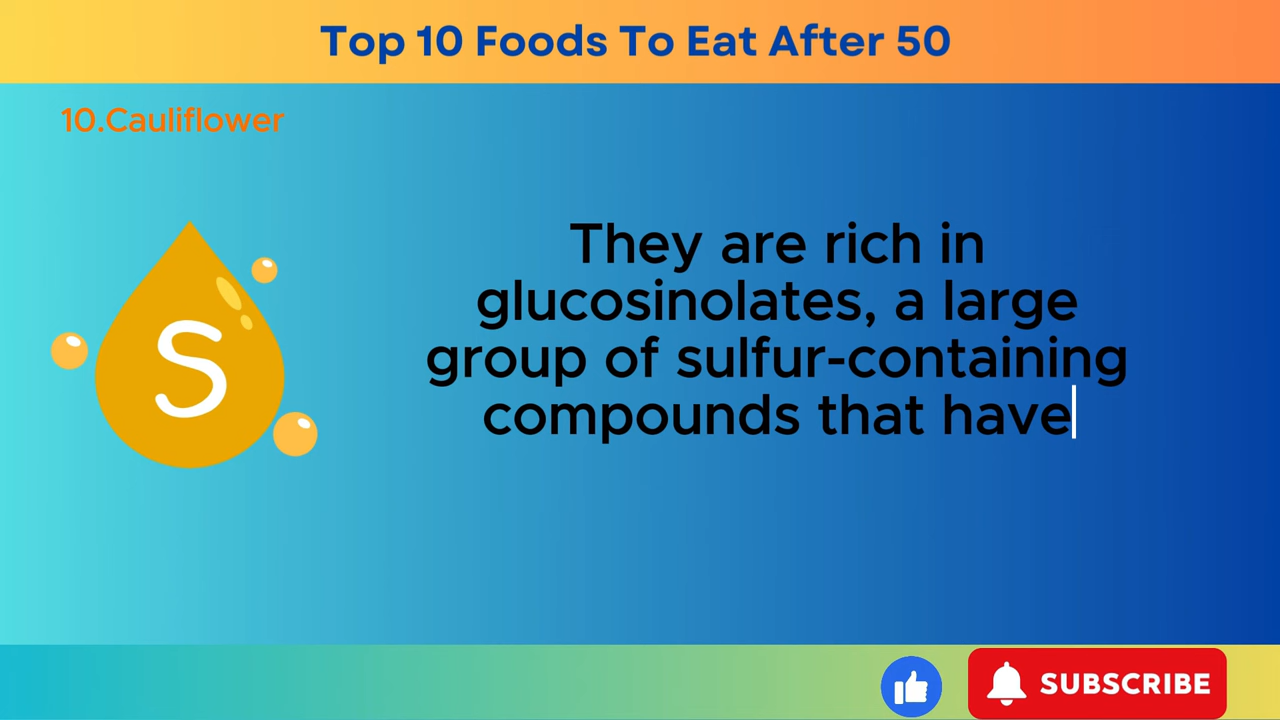 Top 10 Foods To Eat After 50
10.Cauliflower
S
They are rich in
glucosinolates, a large
group of sulfur-containing
compounds that have
SUBSCRIBE